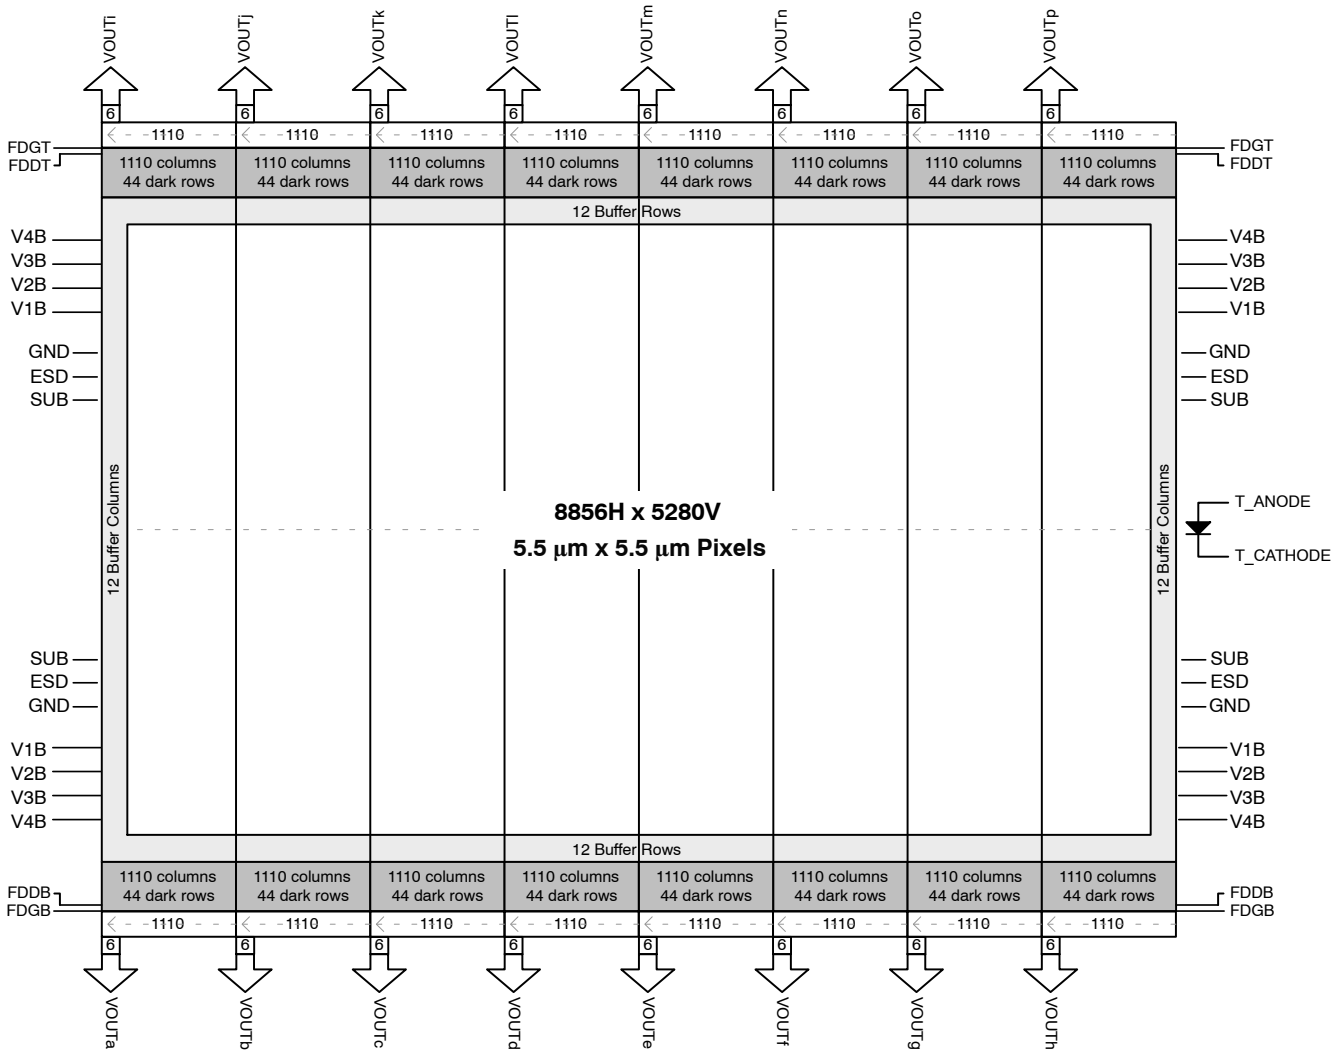 VOUTi VOUTj VOUTk VOUTl VOUTm VOUTn VOUTo VOUTp
6 6 6 6 6 6 6 6
1110 1110 1110 1110 1110 1110 1110 1110
FDGT FDGT
FDDT FDDT
1110 columns 1110 columns 1110 columns 1110 columns 1110 columns 1110 columns 1110 columns 1110 columns
44 dark rows 44 dark rows 44 dark rows 44 dark rows 44 dark rows 44 dark rows 44 dark rows 44 dark rows
12 Buffer Rows
V4B V4B
V3B V3B
V2B V2B
V1B V1B
GND GND
ESD ESD
SUB SUB
12 Buffer Columns
8856H x 5280V
5.5 μm x 5.5 μm Pixels
12 Buffer Columns
T_ANODE
T_CATHODE
SUB SUB
ESD ESD
GND GND
V1B V1B
V2B V2B
V3B V3B
V4B V4B
12 Buffer Rows
1110 columns 1110 columns 1110 columns 1110 columns 1110 columns 1110 columns 1110 columns 1110 columns
44 dark rows 44 dark rows 44 dark rows 44 dark rows 44 dark rows 44 dark rows 44 dark rows 44 dark rows
FDDB FDDB
FDGB FDGB
1110 1110 1110 1110 1110 1110 1110 1110
6 6 6 6 6 6 6 6
VOUTa VOUTb VOUTc VOUTd VOUTe VOUTf VOUTg VOUTh